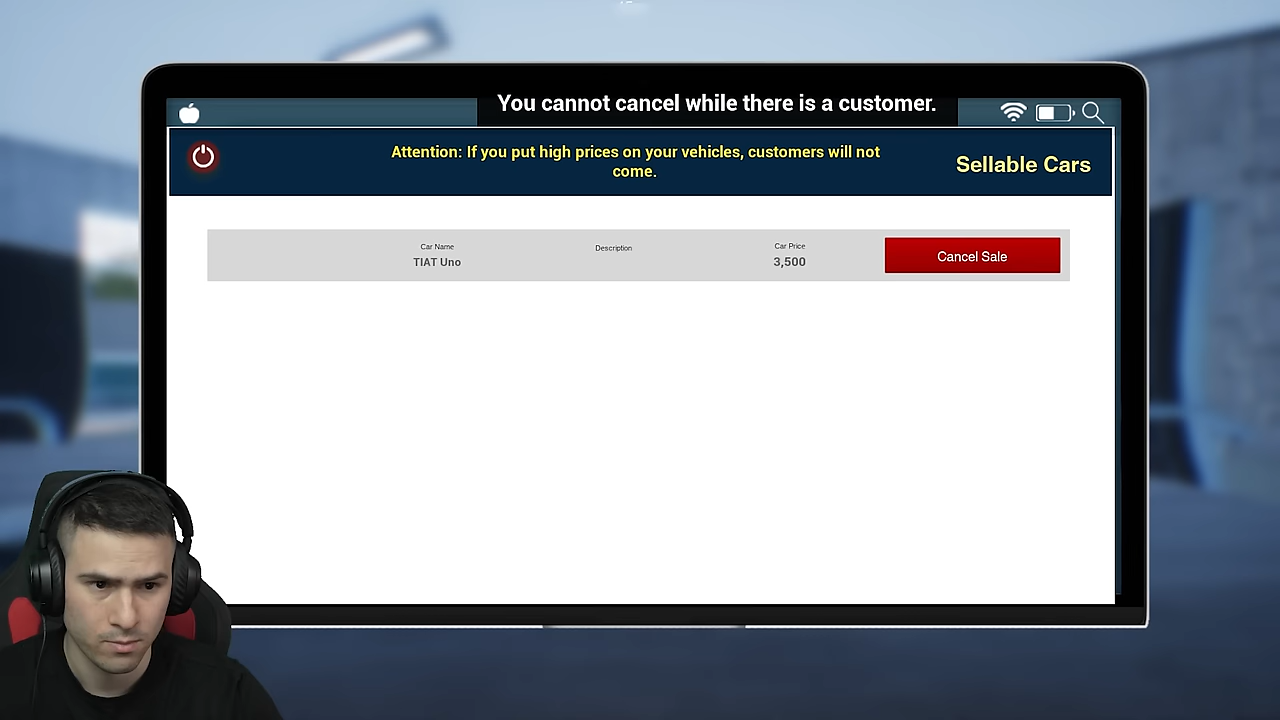 You cannot cancel while there is a customer.
Attention: If you put high prices on your vehicles, customers will not
come.
Sellable Cars
Car Name
Description
Car Price
TIAT Uno
3,500
Cancel Sale